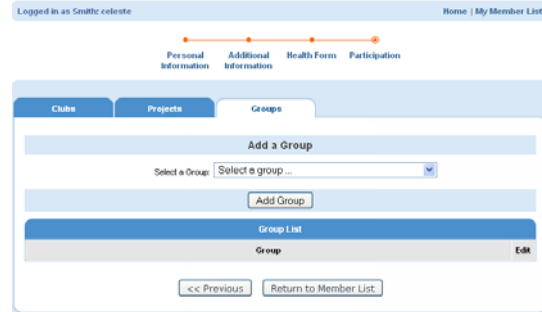 Logged in as Smith: celeste
Home | My Member List
Personal Information
Additional Information
Health Form
Participation
Clubs
Projects
Groups
Add a Group
Select a Group: Select a group ...
Add Group
Group List
Group
Edit
<< Previous
Return to Member List